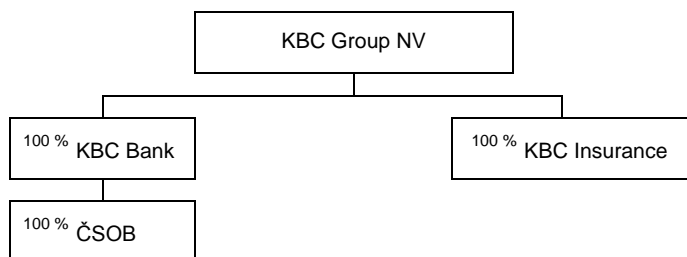 KBC Group NV
100 % KBC Bank
100 % KBC Insurance
100 % ČSOB